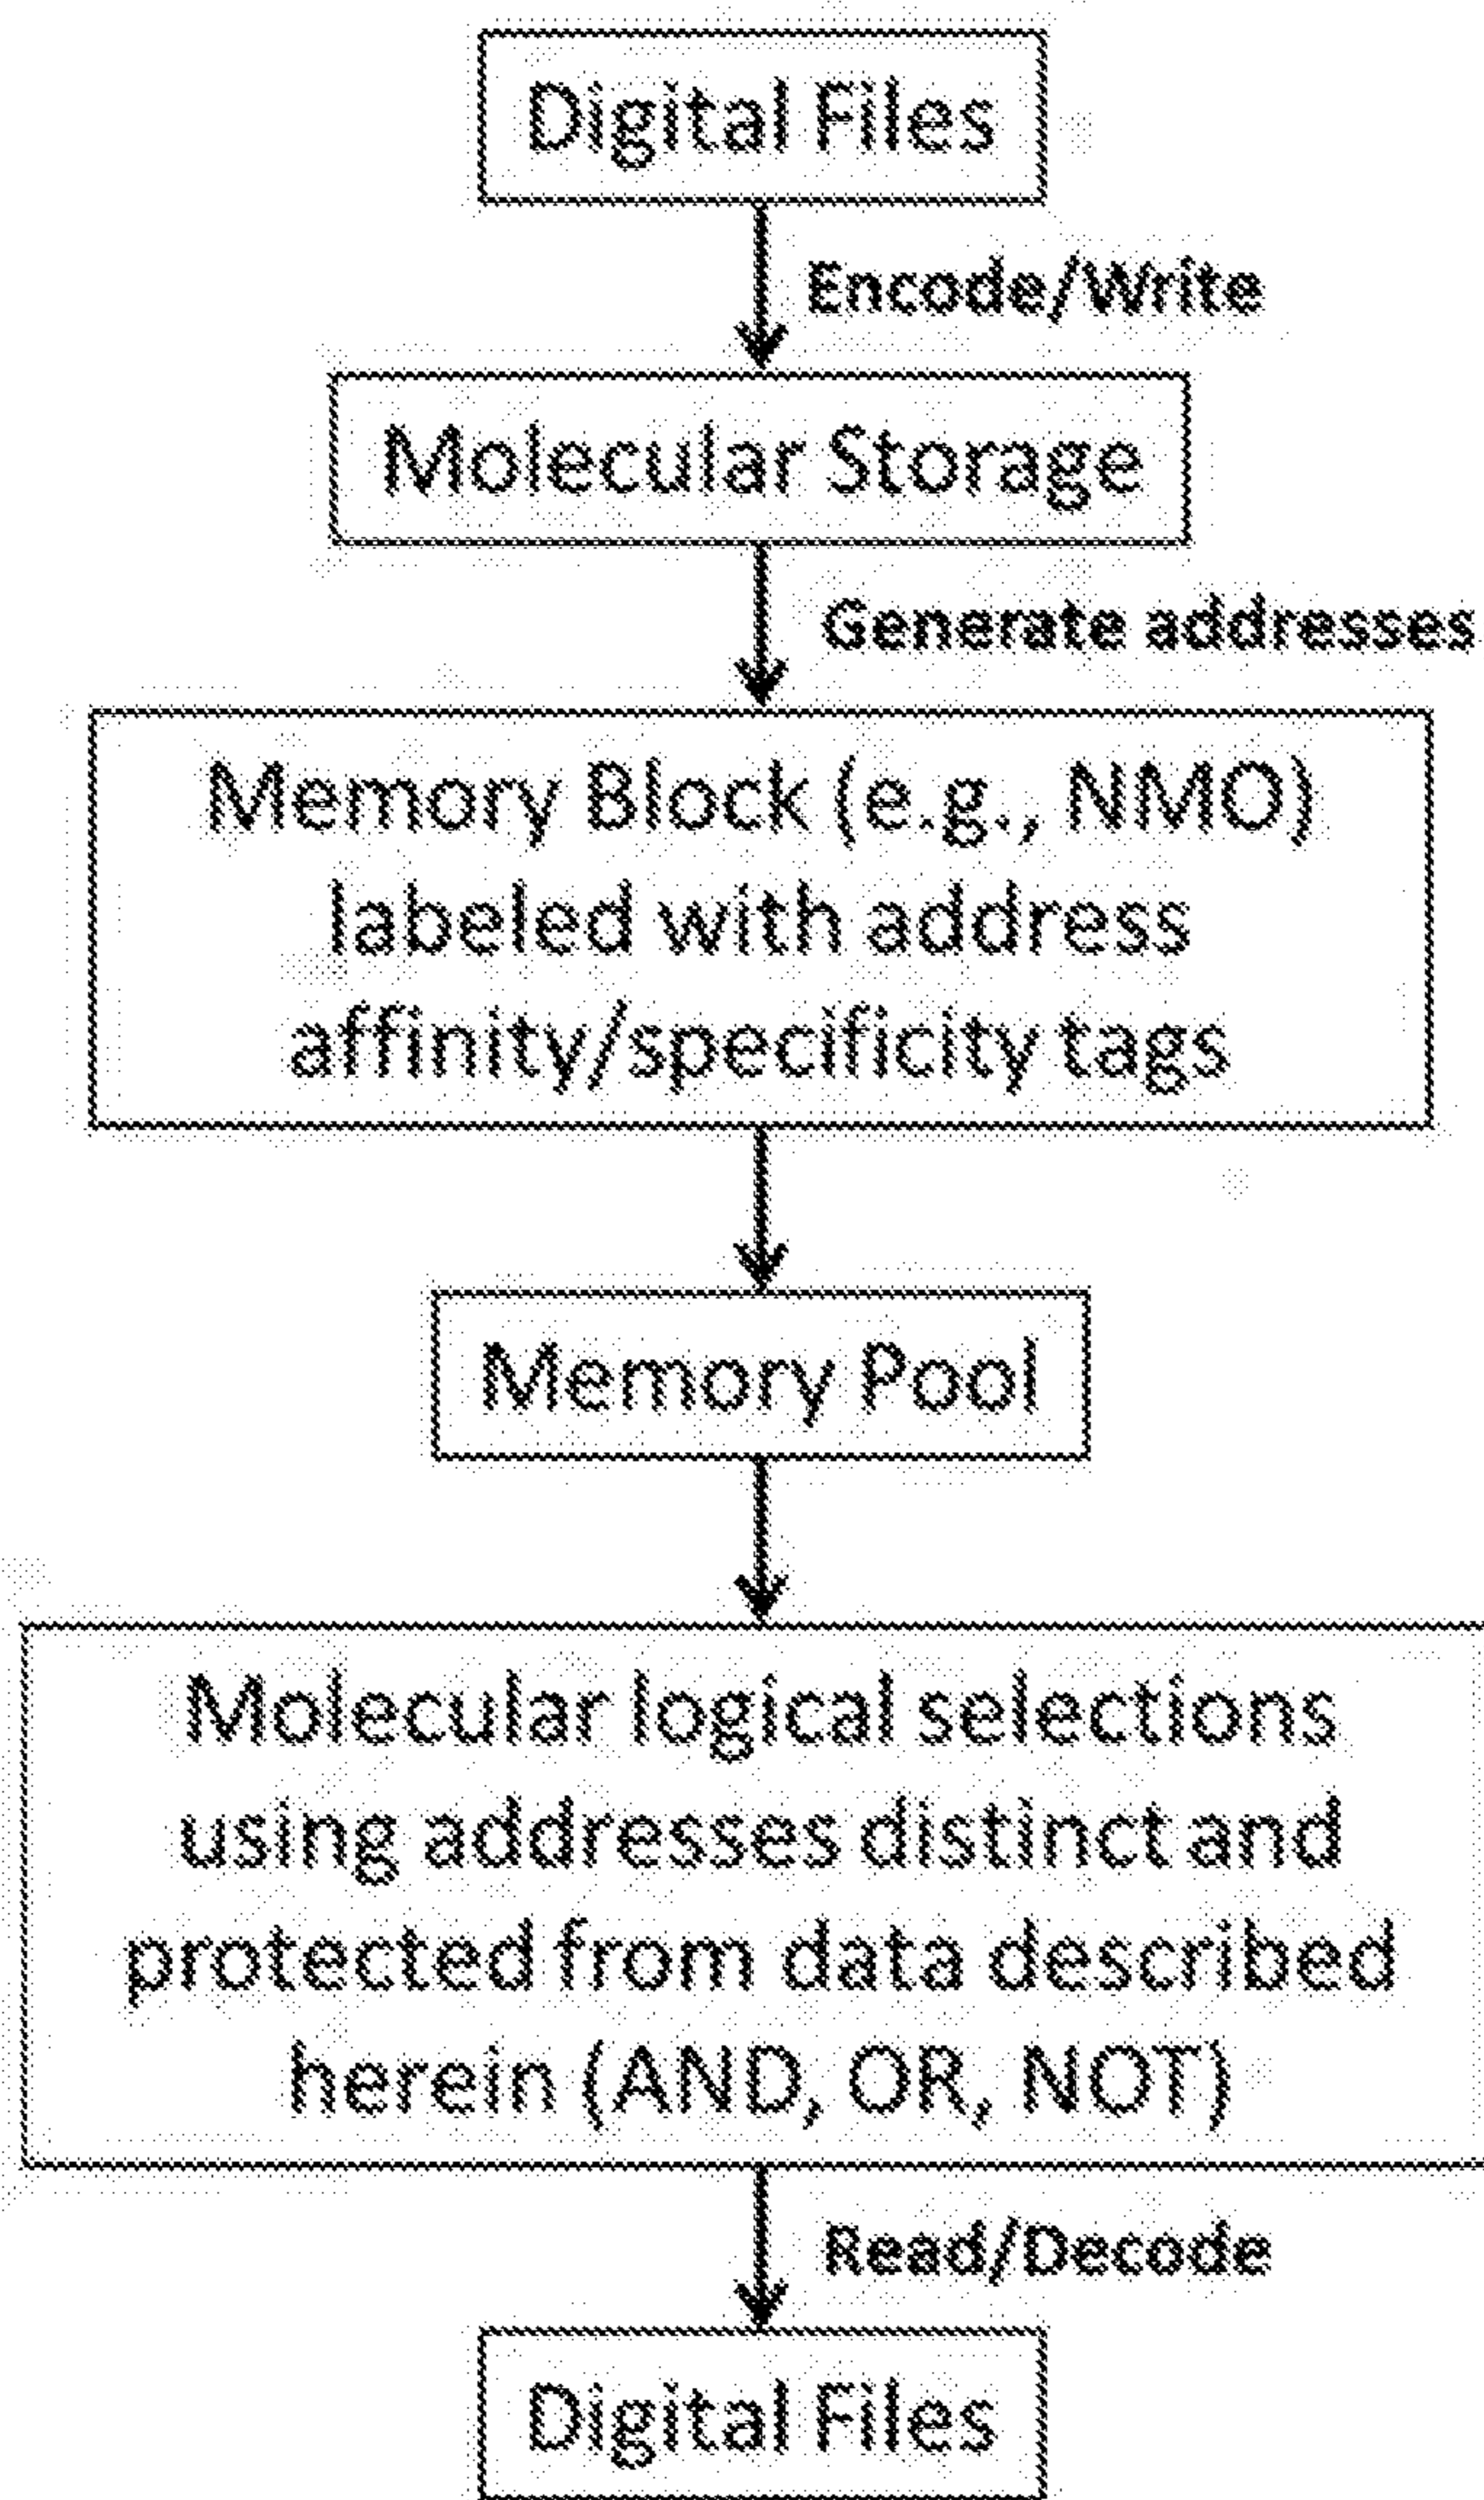 Digital Files
Encode/Write
Molecular Storage
Generate addresses
Memory Block (e.g., NMO)
labeled with address
affinity/specificity tags
Memory Pool
Molecular logical selections
using addresses distinct and
protected from data described
herein (AND, OR, NOT)
Read/Decode
Digital Files